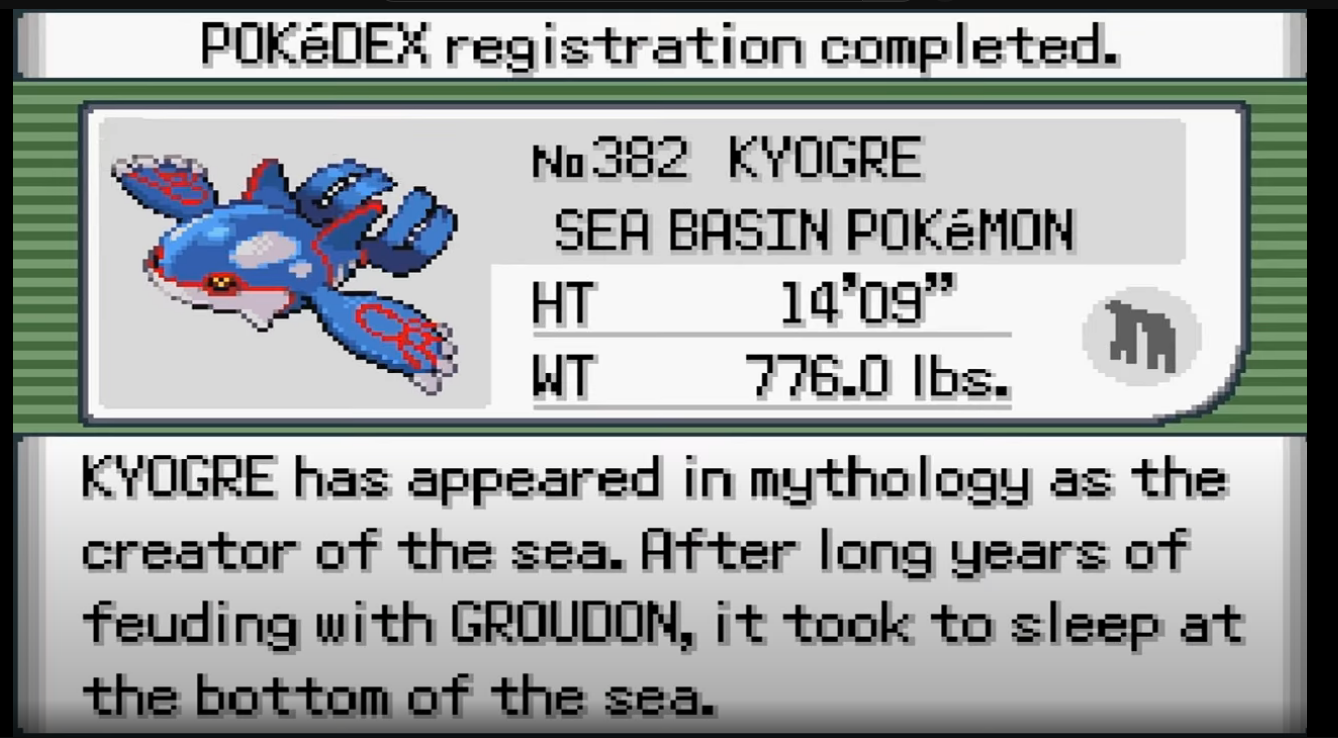 POKéDEX registration completed.
No382 KYOGRE
SEA BASIN POKéMON
HT 14’09”
WT 776.0 lbs.
KYOGRE has appeared in mythology as the
creator of the sea. After long years of
feuding with GROUDON, it took to sleep at
the bottom of the sea.